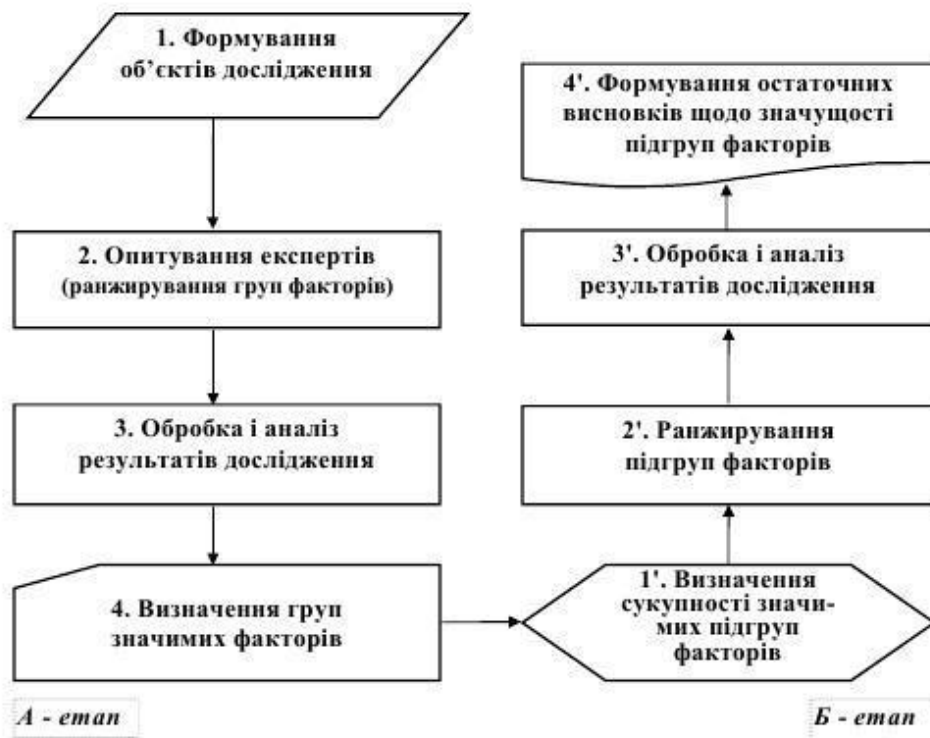 1. Формування
об’єктів дослідження
2. Опитування експертів
(ранжирування груп факторів)
3. Обробка і аналіз
результатів дослідження
4. Визначення груп
значимих факторів
А - етап
4'. Формування остаточних
висновків щодо значущості
підгруп факторів
3'. Обробка і аналіз
результатів дослідження
2'. Ранжирування
підгруп факторів
1'. Визначення
сукупності значи-
мих підгруп
факторів
Б - етап